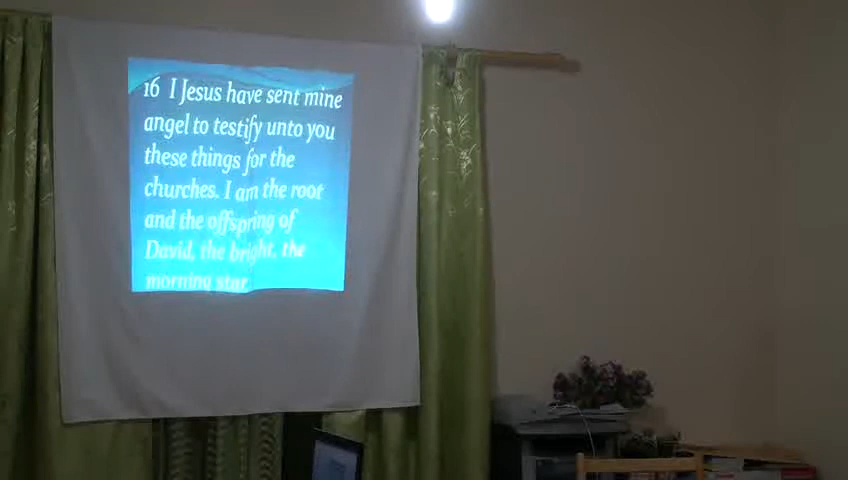 16 I Jesus have sent mine
angel to testify unto you
these things for the
churches. I am the root
and the offspring of
David, the bright, the
morning star.